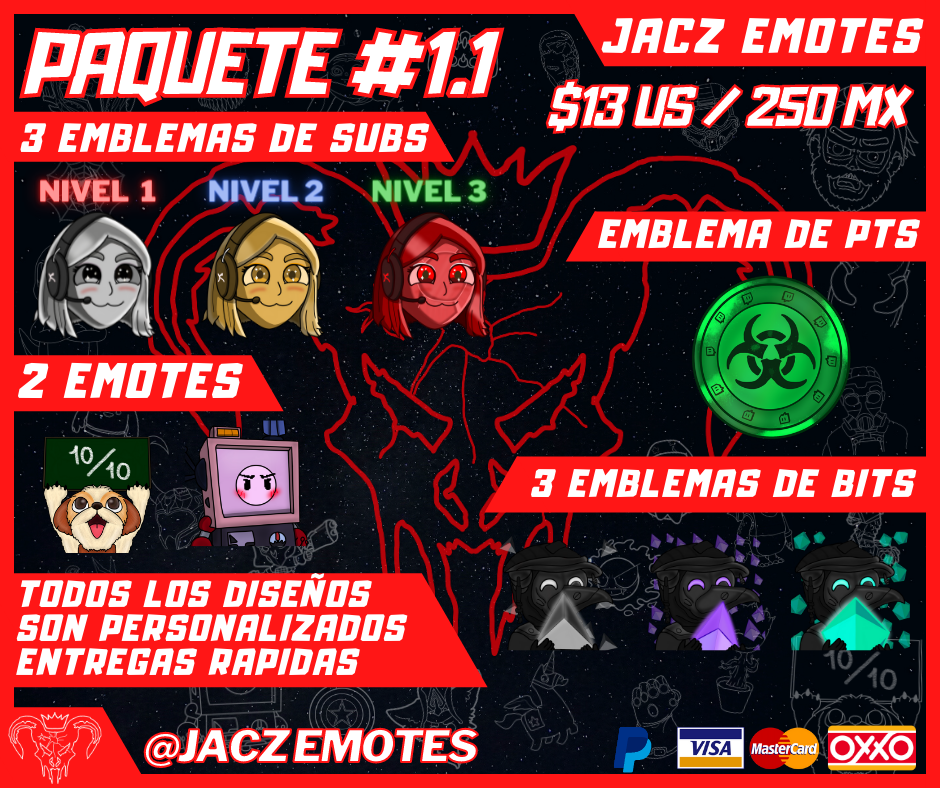 PAQUETE #1.1
JACZ EMOTES
$13 US / 250 MX
3 EMBLEMAS DE SUBS
NIVEL 1
NIVEL 2
NIVEL 3
EMBLEMA DE PTS
2 EMOTES
10/10
3 EMBLEMAS DE BITS
TODOS LOS DISEÑOS
SON PERSONALIZADOS
ENTREGAS RAPIDAS
10/10
@JACZ EMOTES
VISA
MasterCard
OXXO